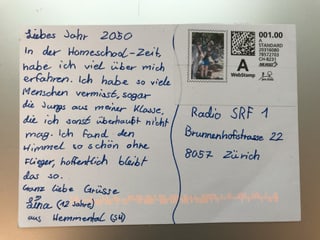 Liebes Jahr 2050
In der Homeschool-Zeit,
habe ich viel über mich
erfahren. Ich habe so viele
Menschen vermisst, sogar
die Jungs aus meiner Klasse,
die ich sonst überhaupt nicht
mag. Ich fand den
Himmel so schön ohne
Flieger, hoffentlich bleibt
das so.
Ganz liebe Grüsse
Lina (12 Jahre)
aus Hemmental (SH)
001.00
A
STANDARD
CH-8231
A
WebStamp
Radio SRF 1
Brunnenhofstrasse 22
8057 Zürich